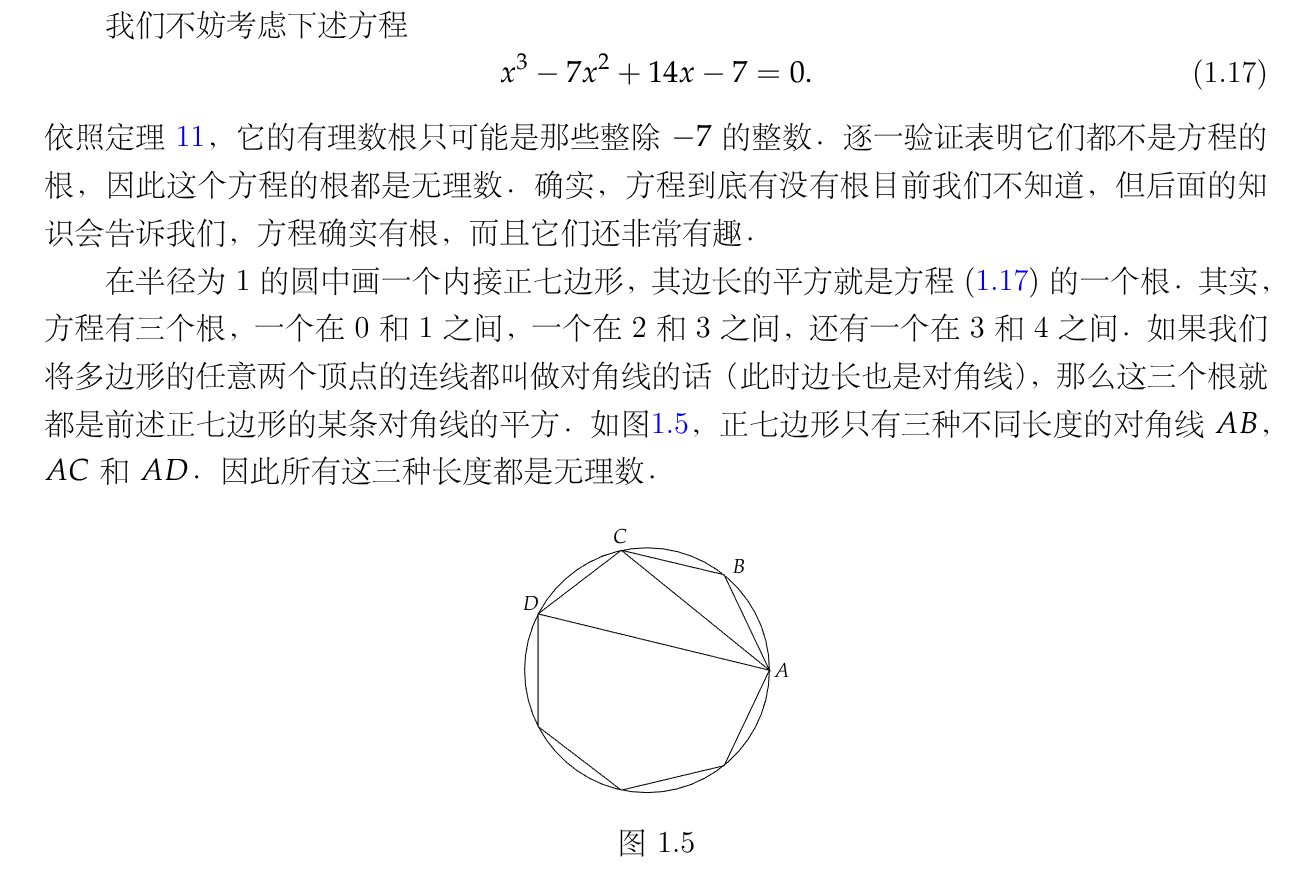 我们不妨考虑下述方程
x³ − 7x² + 14x − 7 = 0. (1.17)
依照定理 11，它的有理数根只可能是那些整除 −7 的整数．逐一验证表明它们都不是方程的
根，因此这个方程的根都是无理数．确实，方程到底有没有根目前我们不知道，但后面的知
识会告诉我们，方程确实有根，而且它们还非常有趣．
在半径为 1 的圆中画一个内接正七边形，其边长的平方就是方程 (1.17) 的一个根．其实，
方程有三个根，一个在 0 和 1 之间，一个在 2 和 3 之间，还有一个在 3 和 4 之间．如果我们
将多边形的任意两个顶点的连线都叫做对角线的话（此时边长也是对角线），那么这三个根就
都是前述正七边形的某条对角线的平方．如图1.5，正七边形只有三种不同长度的对角线 AB，
AC 和 AD．因此所有这三种长度都是无理数．
C
B
D
A
图 1.5